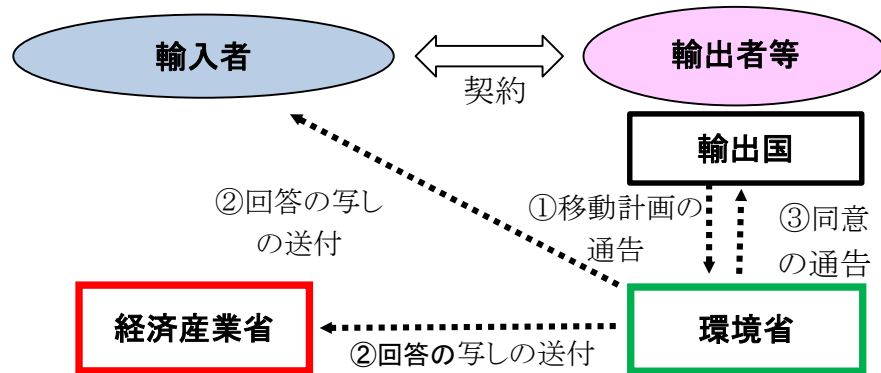 輸入者
輸出者等
契約
輸出国
②回答の写し
の送付
①移動計画の
通告
③同意
の通告
経済産業省
環境省
②回答の写しの送付